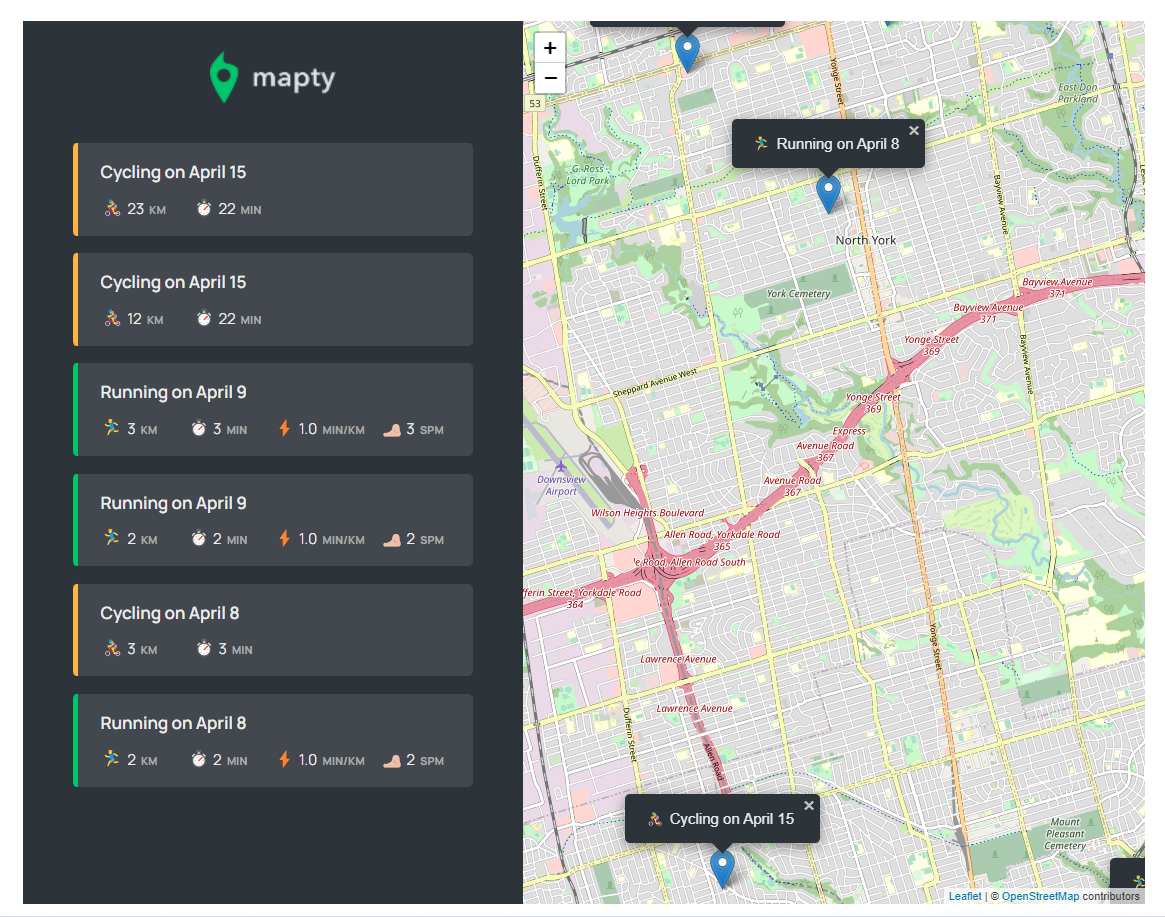 mapty
Cycling on April 15
23 KM 22 MIN
Cycling on April 15
12 KM 22 MIN
Running on April 9
3 KM 3 MIN 1.0 MIN/KM 3 SPM
Running on April 9
2 KM 2 MIN 1.0 MIN/KM 2 SPM
Cycling on April 8
3 KM 3 MIN
Running on April 8
2 KM 2 MIN 1.0 MIN/KM 2 SPM
+
−
53
Yonge Street
East Don
Parkland
×
Running on April 8
Dufferin Street
G. Ross
Lord Park
Bayview Avenue
North York
York Cemetery
Bayview Avenue
371
Bayview Avenue
371
Yonge Street
369
Bayview Avenue
Sheppard Avenue West
Yonge Street
369
Express
Avenue Road
367
Avenue Road
367
Downsview
Airport
Wilson Heights Boulevard
Allen Road, Yorkdale Road
365
e Road, Allen Road South
fferin Street, Yorkdale Road
364
Yonge Street
Lawrence Avenue
Lawrence Avenue
Dufferin Street
Allen Road
×
Cycling on April 15
Mount
Pleasant
Cemetery
Leaflet | © OpenStreetMap contributors